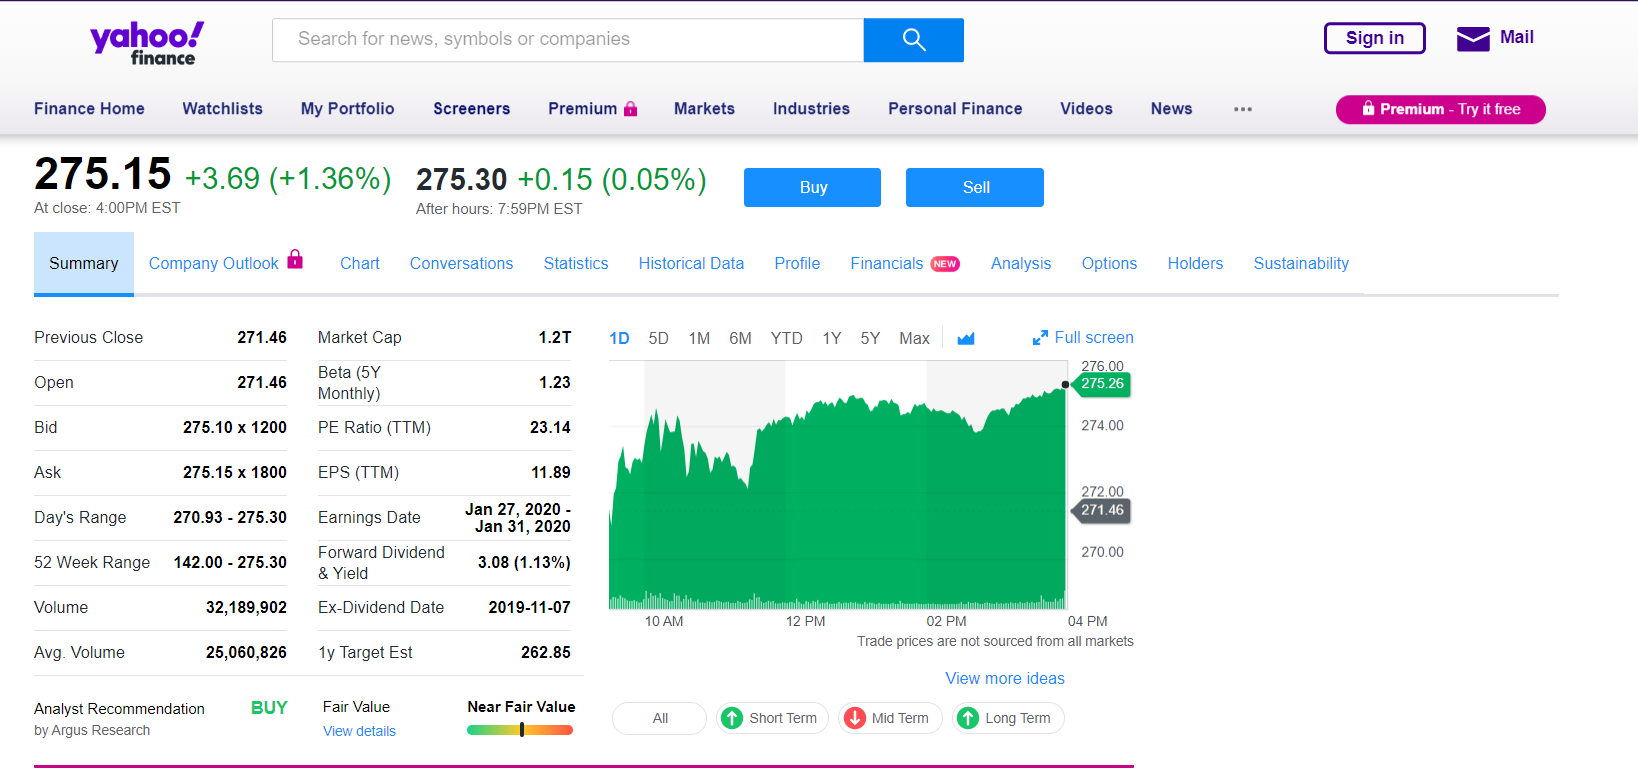 yahoo!
finance
Search for news, symbols or companies
Sign in
Mail
Finance Home Watchlists My Portfolio Screeners Premium Markets Industries Personal Finance Videos News ••• Premium - Try it free
275.15 +3.69 (+1.36%) 275.30 +0.15 (0.05%) Buy Sell
At close: 4:00PM EST After hours: 7:59PM EST
Summary Company Outlook Chart Conversations Statistics Historical Data Profile Financials NEW Analysis Options Holders Sustainability
Previous Close 271.46
Open 271.46
Bid 275.10 x 1200
Ask 275.15 x 1800
Day's Range 270.93 - 275.30
52 Week Range 142.00 - 275.30
Volume 32,189,902
Avg. Volume 25,060,826
Market Cap 1.2T
Beta (5Y
Monthly) 1.23
PE Ratio (TTM) 23.14
EPS (TTM) 11.89
Earnings Date Jan 27, 2020 -
Jan 31, 2020
Forward Dividend
& Yield 3.08 (1.13%)
Ex-Dividend Date 2019-11-07
1y Target Est 262.85
1D 5D 1M 6M YTD 1Y 5Y Max Full screen
276.00
275.26
274.00
272.00
271.46
270.00
10 AM 12 PM 02 PM 04 PM
Trade prices are not sourced from all markets
View more ideas
Analyst Recommendation BUY
by Argus Research
Fair Value Near Fair Value
View details
All Short Term Mid Term Long Term